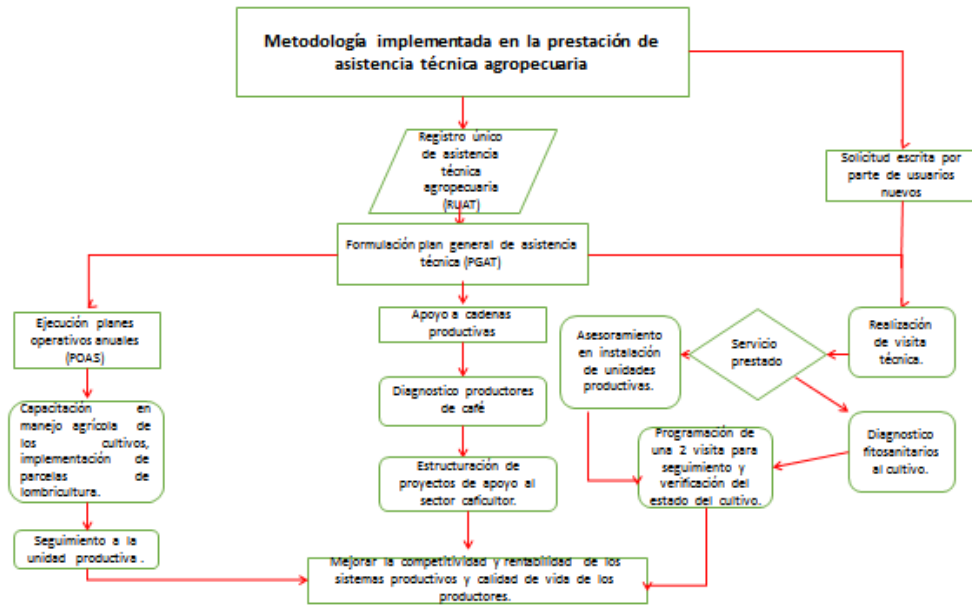 Metodología implementada en la prestación de
asistencia técnica agropecuaria
Registro único
de asistencia
técnica
agropecuaria
(RUAT)
Solicitud escrita por
parte de usuarios
nuevos
Formulación plan general de asistencia
técnica (PGAT)
Ejecución planes
operativos anuales
(POAS)
Apoyo a cadenas
productivas
Asesoramiento
en instalación
de unidades
productivas.
Servicio
prestado
Realización
de visita
técnica.
Diagnostico productores
de café
Capacitación en
manejo agrícola de
los cultivos,
implementación de
parcelas de
lombricultura.
Programación de
una 2 visita para
seguimiento y
verificación del
estado del cultivo.
Diagnostico
fitosanitarios
al cultivo.
Estructuración de
proyectos de apoyo al
sector caficultor.
Seguimiento a la
unidad productiva .
Mejorar la competitividad y rentabilidad de los
sistemas productivos y calidad de vida de los
productores.